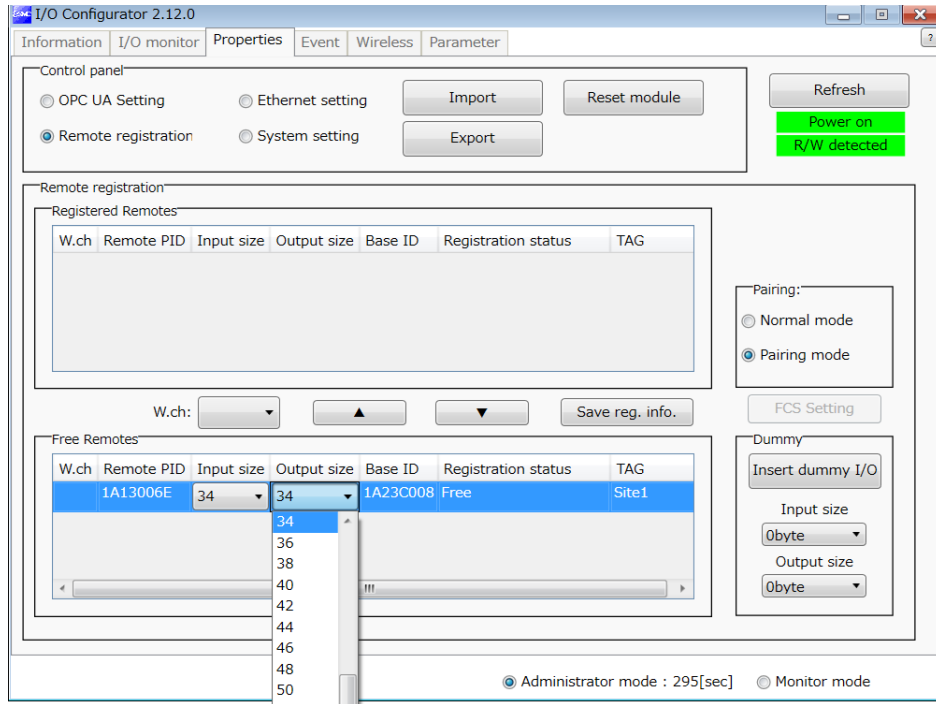 I/O Configurator 2.12.0
Information I/O monitor Properties Event Wireless Parameter ?
Control panel
OPC UA Setting Ethernet setting Import Reset module Refresh
Power on
Remote registration System setting Export R/W detected
Remote registration
Registered Remotes
W.ch Remote PID Input size Output size Base ID Registration status TAG
Pairing:
Normal mode
Pairing mode
W.ch: ▲ ▼ Save reg. info. FCS Setting
Free Remotes Dummy
W.ch Remote PID Input size Output size Base ID Registration status TAG Insert dummy I/O
1A13006E 34 34 1A23C008 Free Site1
Input size
34
0byte
36
Output size
38
0byte
40
42
44
46
48
Administrator mode : 295[sec] Monitor mode
50